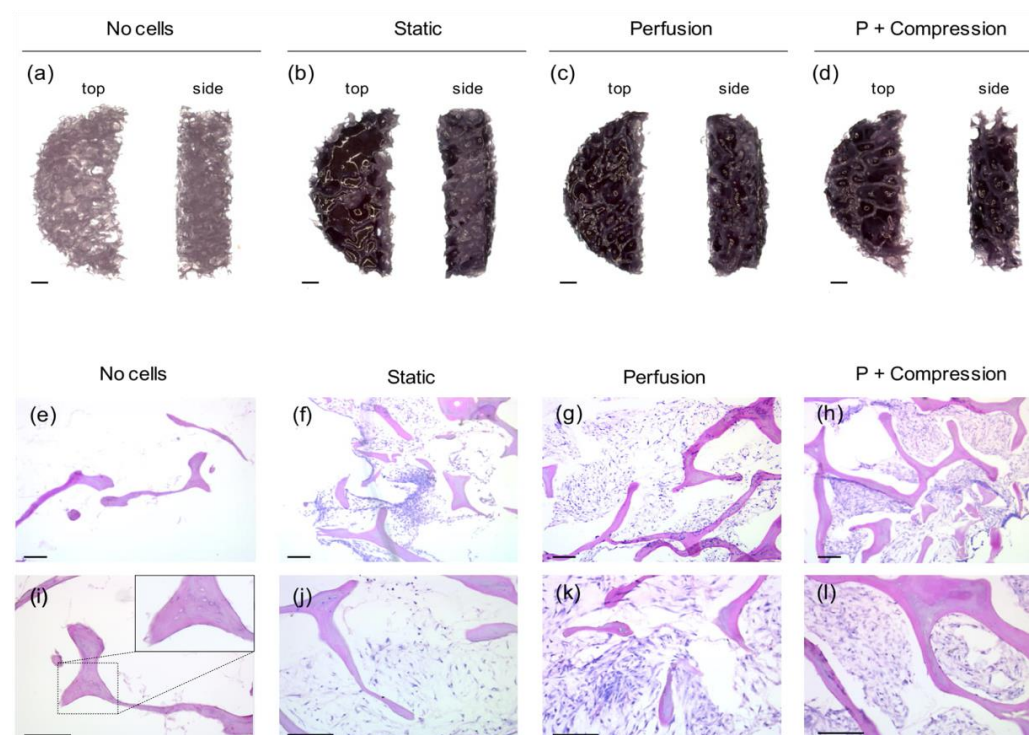 No cells Static Perfusion P + Compression
(a) (b) (c) (d)
top side top side top side top side
No cells Static Perfusion P + Compression
(e) (f) (g) (h)
(i) (j) (k) (l)